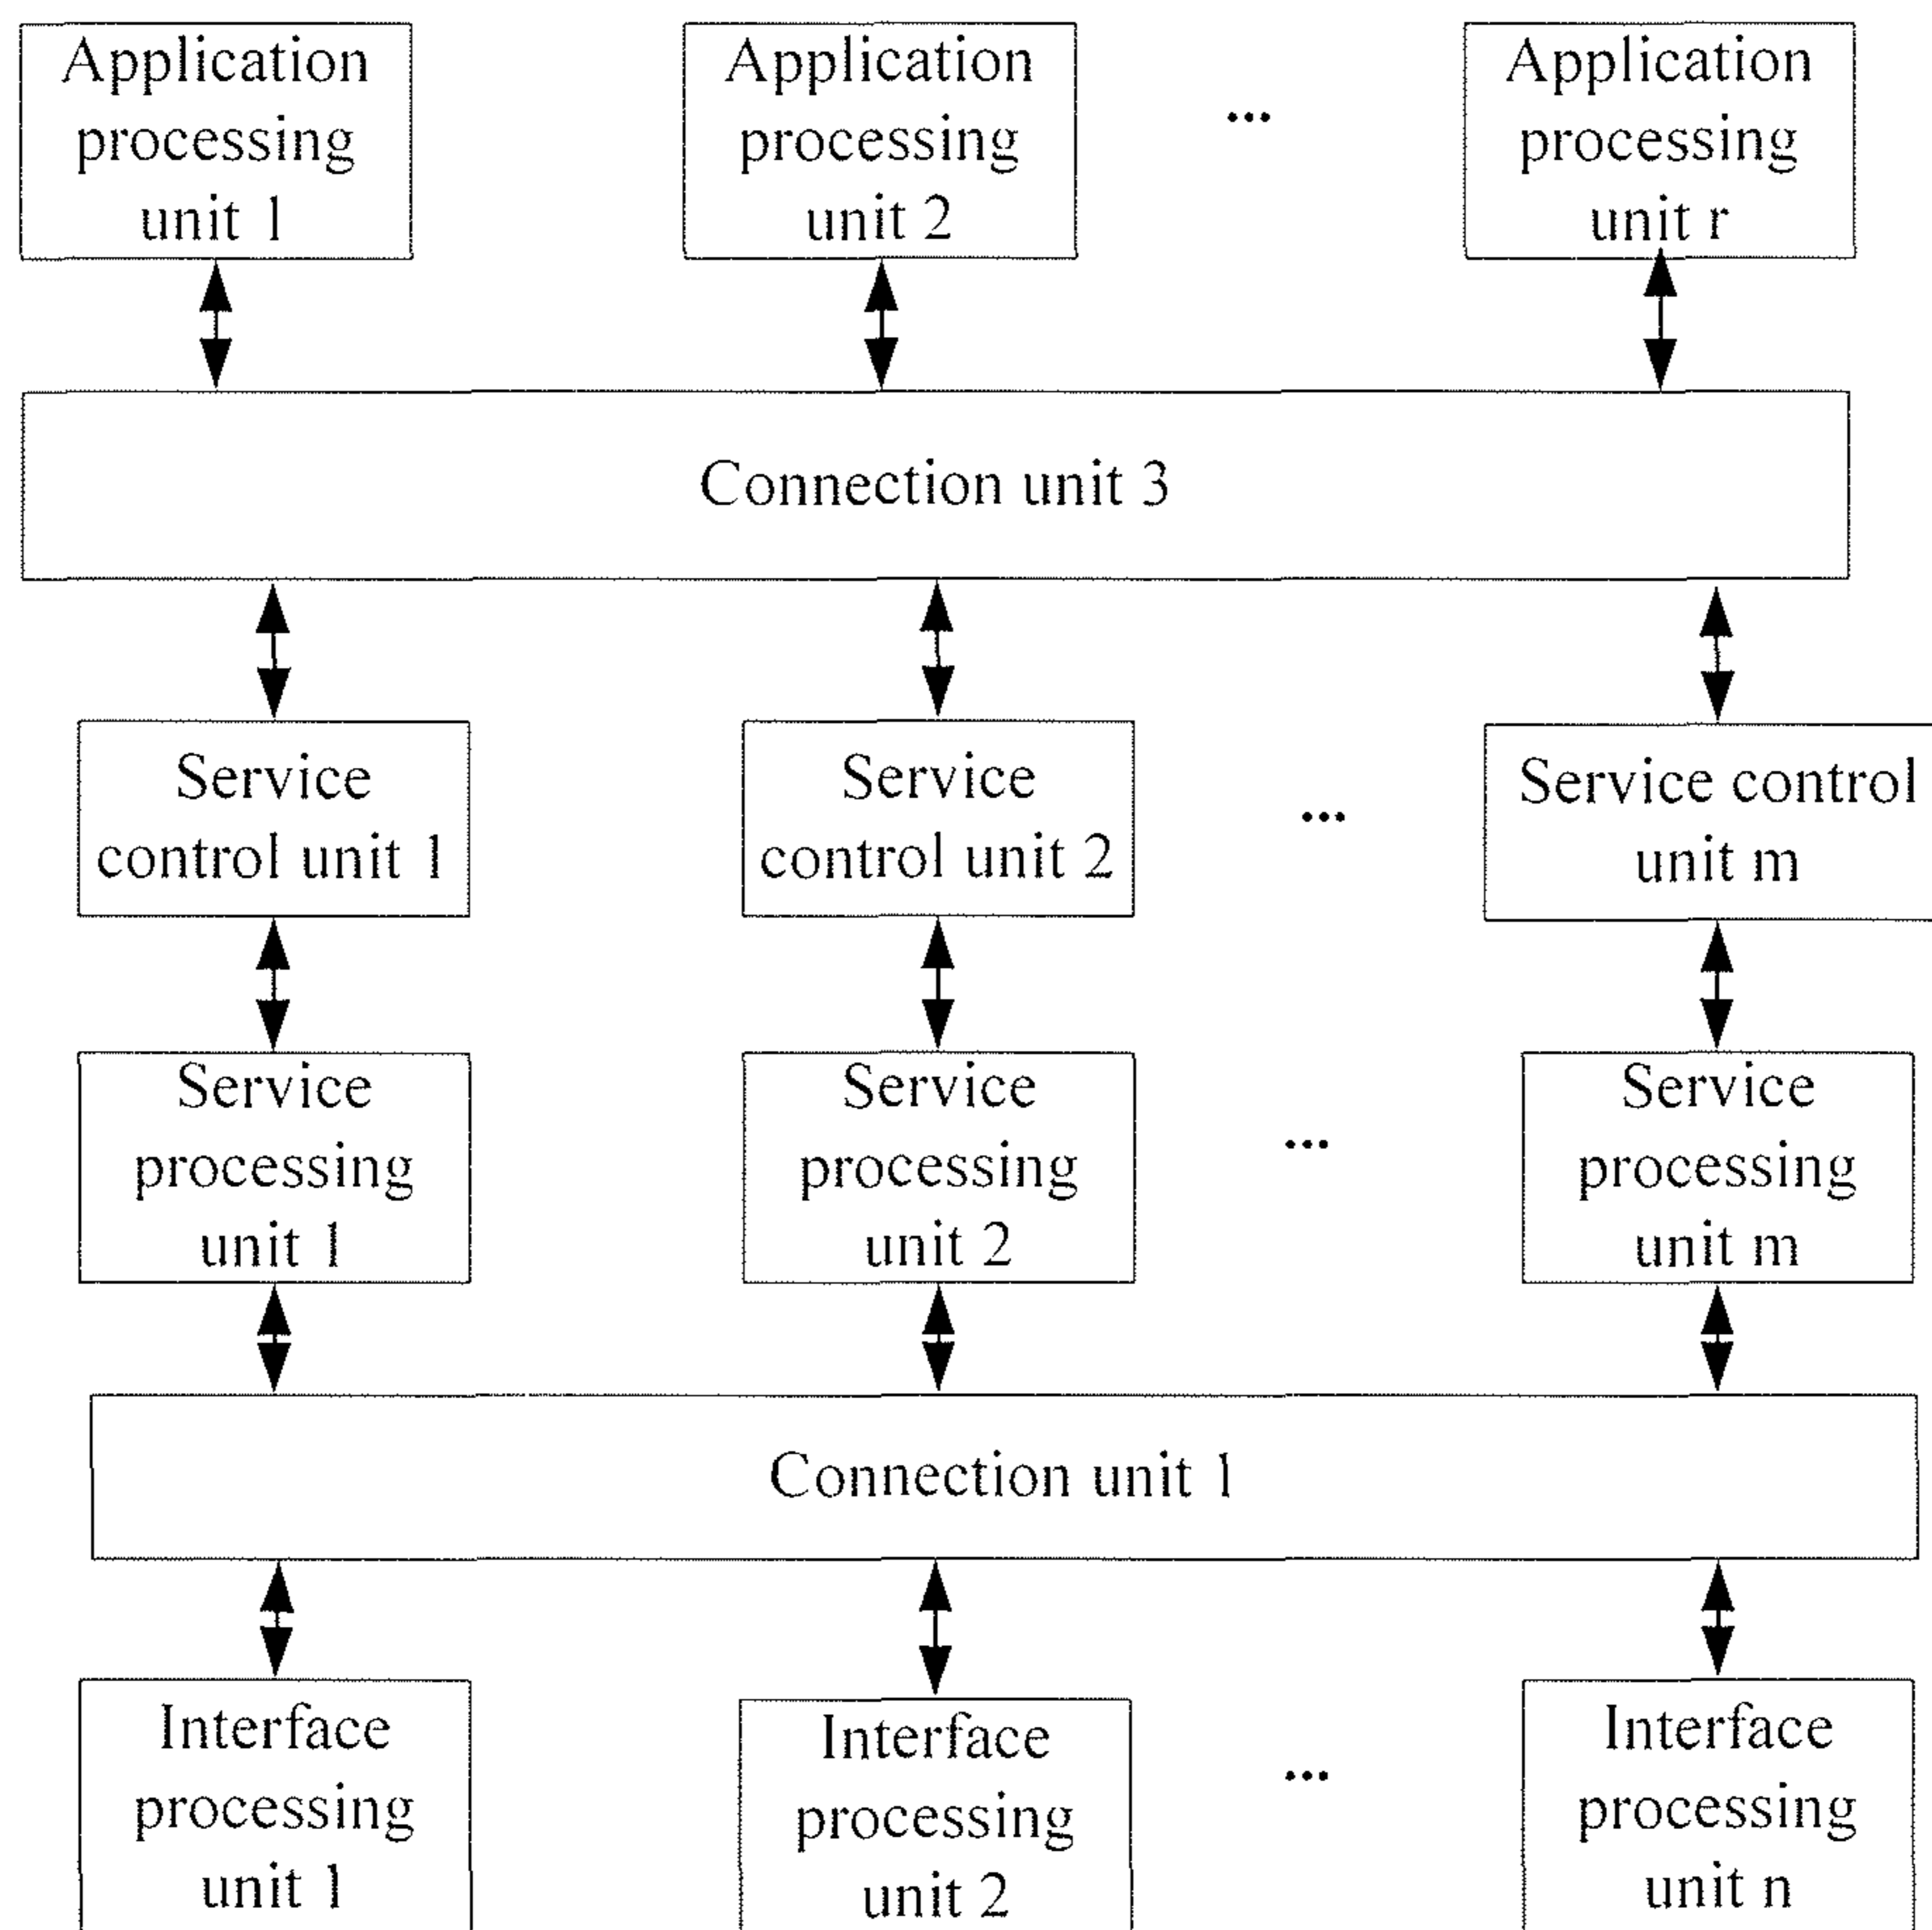 Application
processing
unit 1
Application
processing
unit 2
...
Application
processing
unit r
Connection unit 3
Service
control unit 1
Service
control unit 2
...
Service control
unit m
Service
processing
unit 1
Service
processing
unit 2
...
Service
processing
unit m
Connection unit 1
Interface
processing
unit 1
Interface
processing
unit 2
...
Interface
processing
unit n